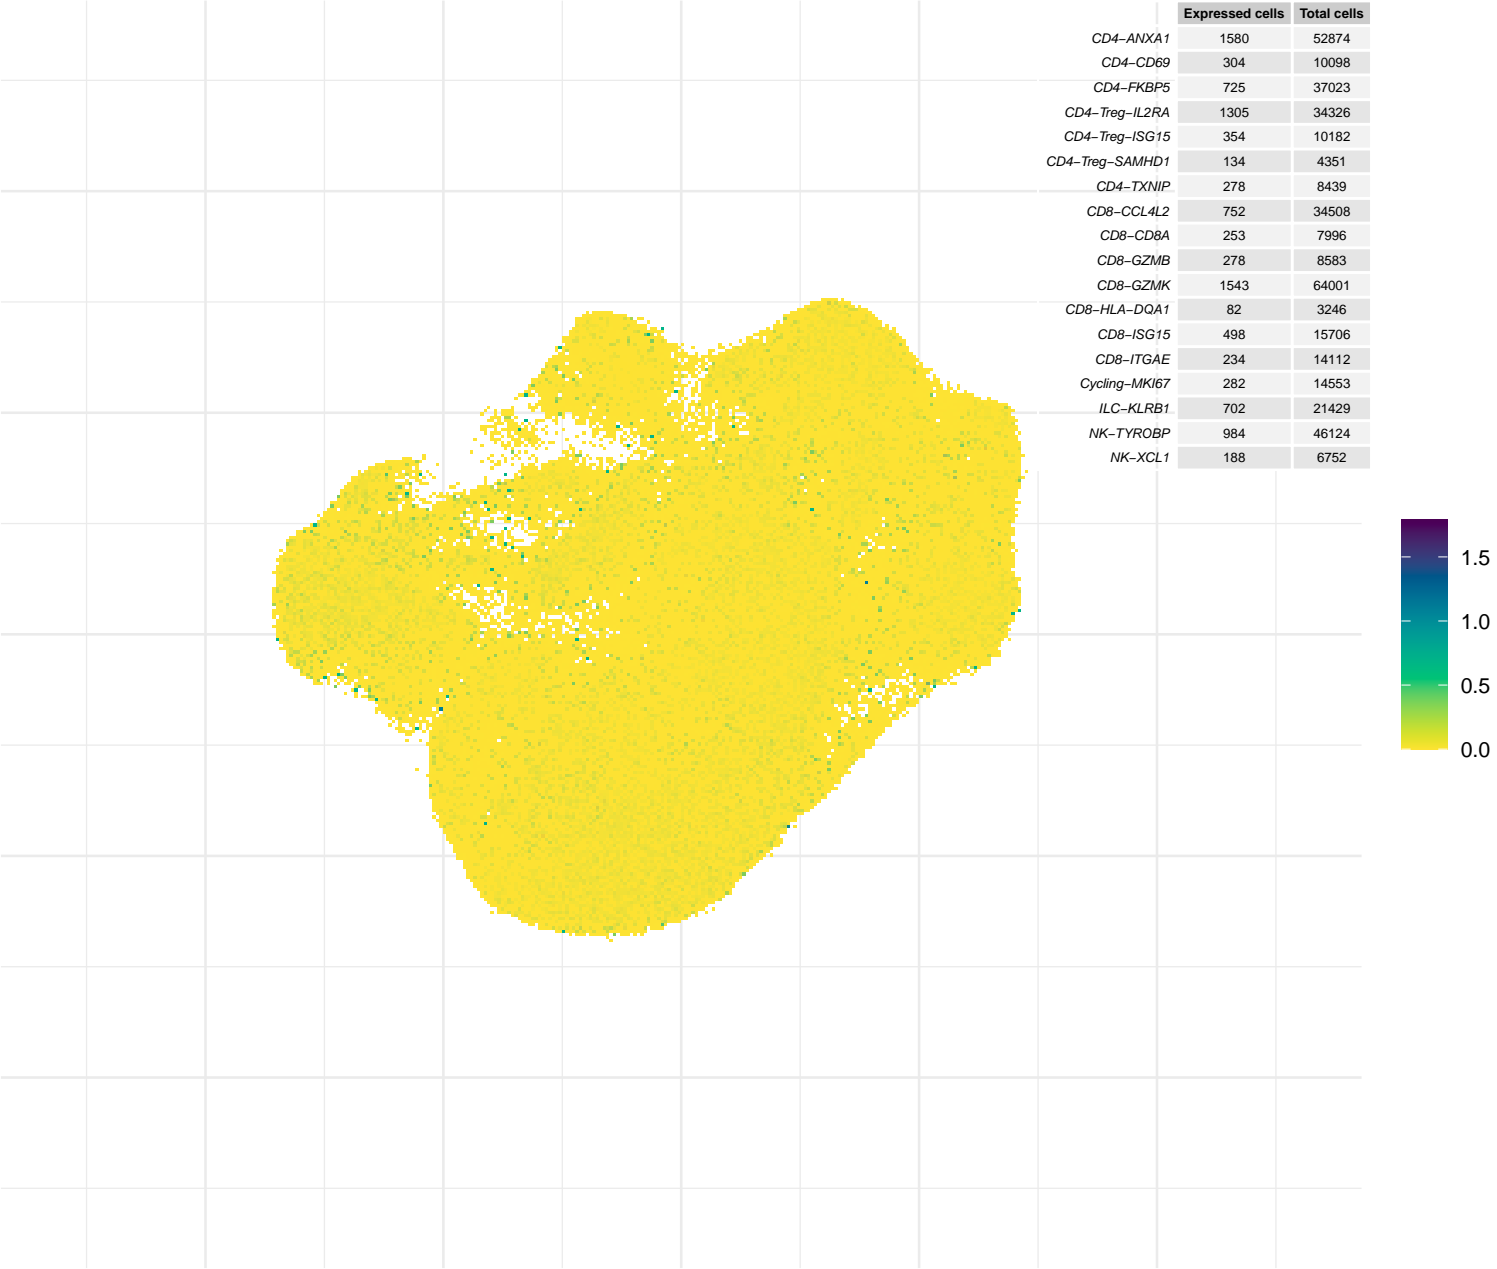 Expressed cells Total cells
CD4−ANXA1 1580 52874
CD4−CD69 304 10098
CD4−FKBP5 725 37023
CD4−Treg−IL2RA 1305 34326
CD4−Treg−ISG15 354 10182
CD4−Treg−SAMHD1 134 4351
CD4−TXNIP 278 8439
CD8−CCL4L2 752 34508
CD8−CD8A 253 7996
CD8−GZMB 278 8583
CD8−GZMK 1543 64001
CD8−HLA−DQA1 82 3246
CD8−ISG15 498 15706
CD8−ITGAE 234 14112
Cycling−MKI67 282 14553
ILC−KLRB1 702 21429
NK−TYROBP 984 46124
NK−XCL1 188 6752
1.5
1.0
0.5
0.0